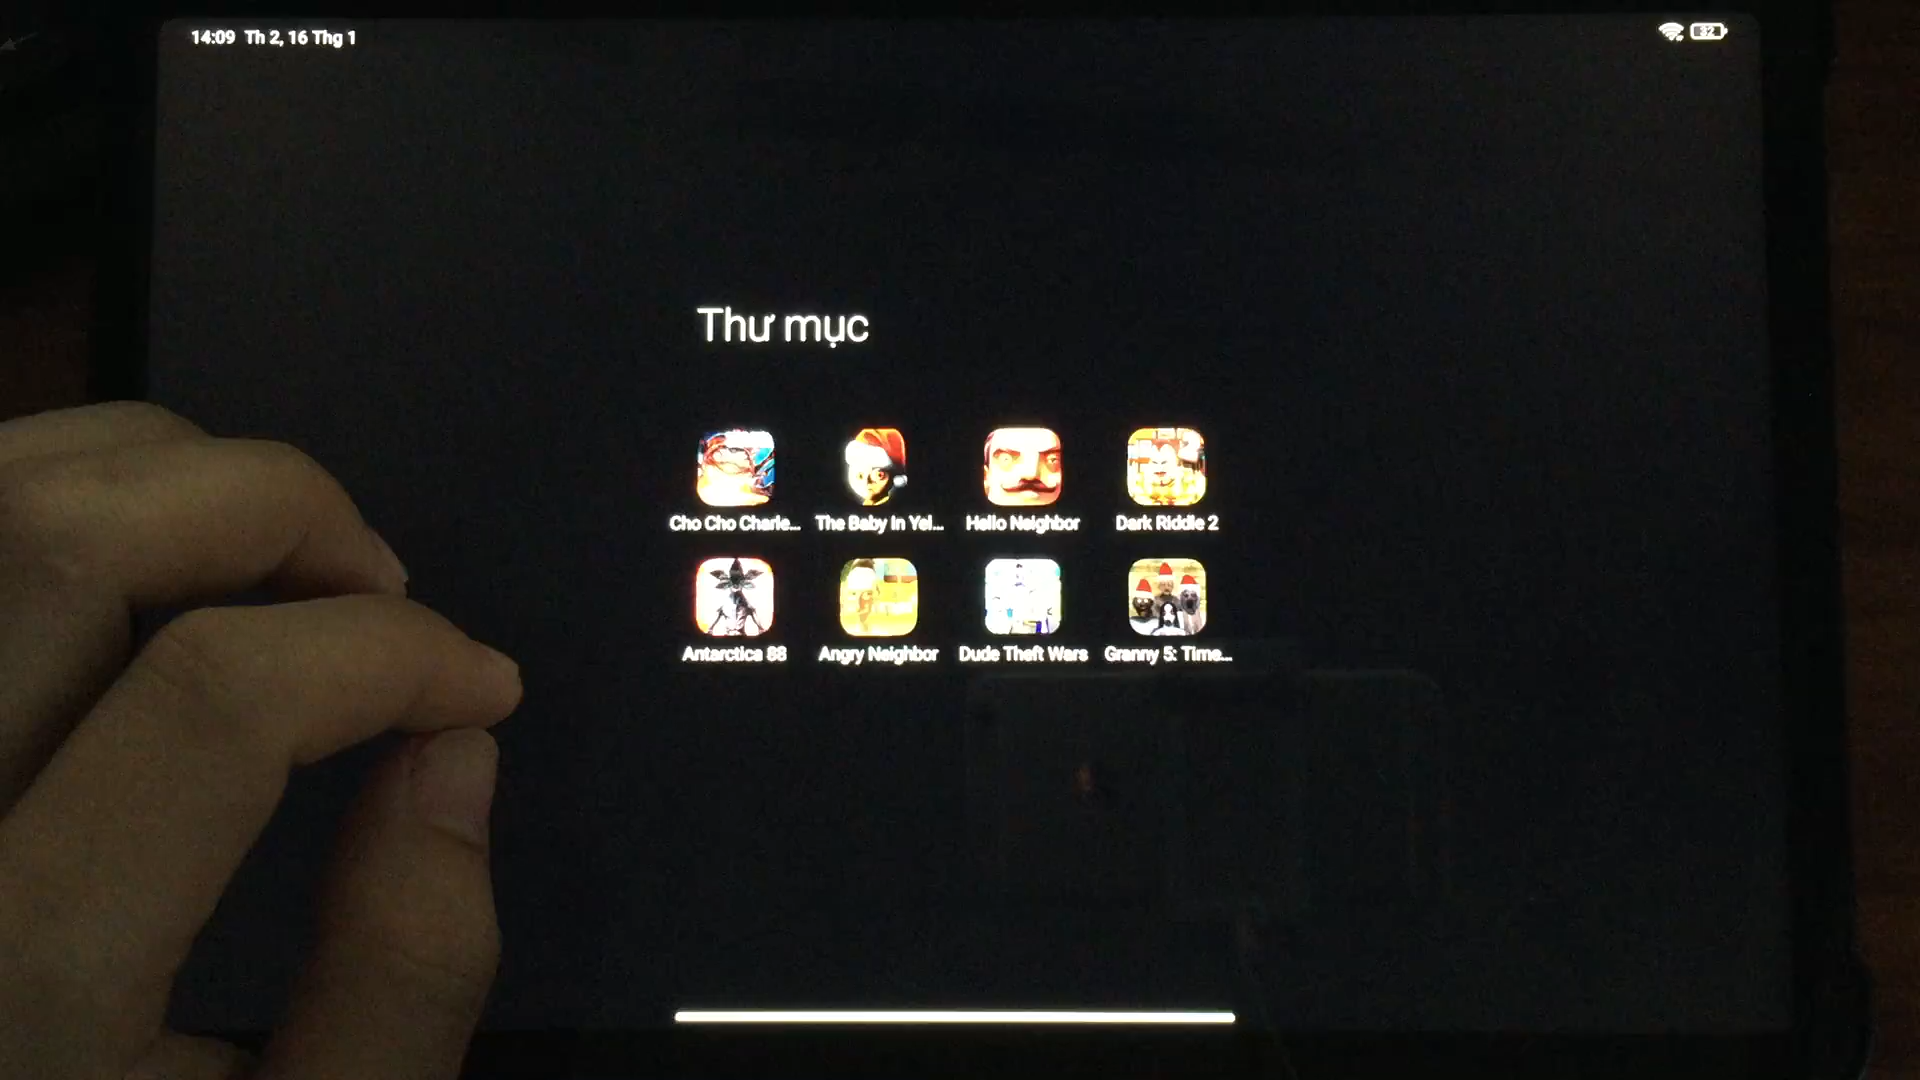 14:09 Th 2, 16 Thg 1
32
Thư mục
Cho Cho Charle...
The Baby In Yel...
Hello Neighbor
Dark Riddle 2
Antarctica 88
Angry Neighbor
Dude Theft Wars
Granny 5: Time...